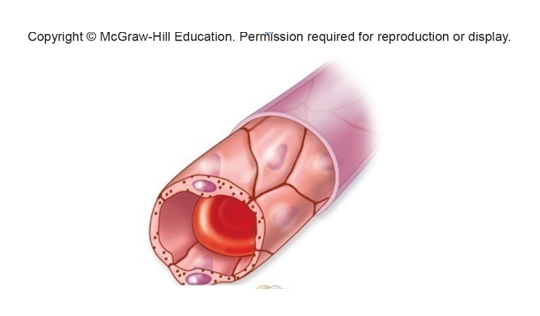 Copyright © McGraw-Hill Education. Permission required for reproduction or display.